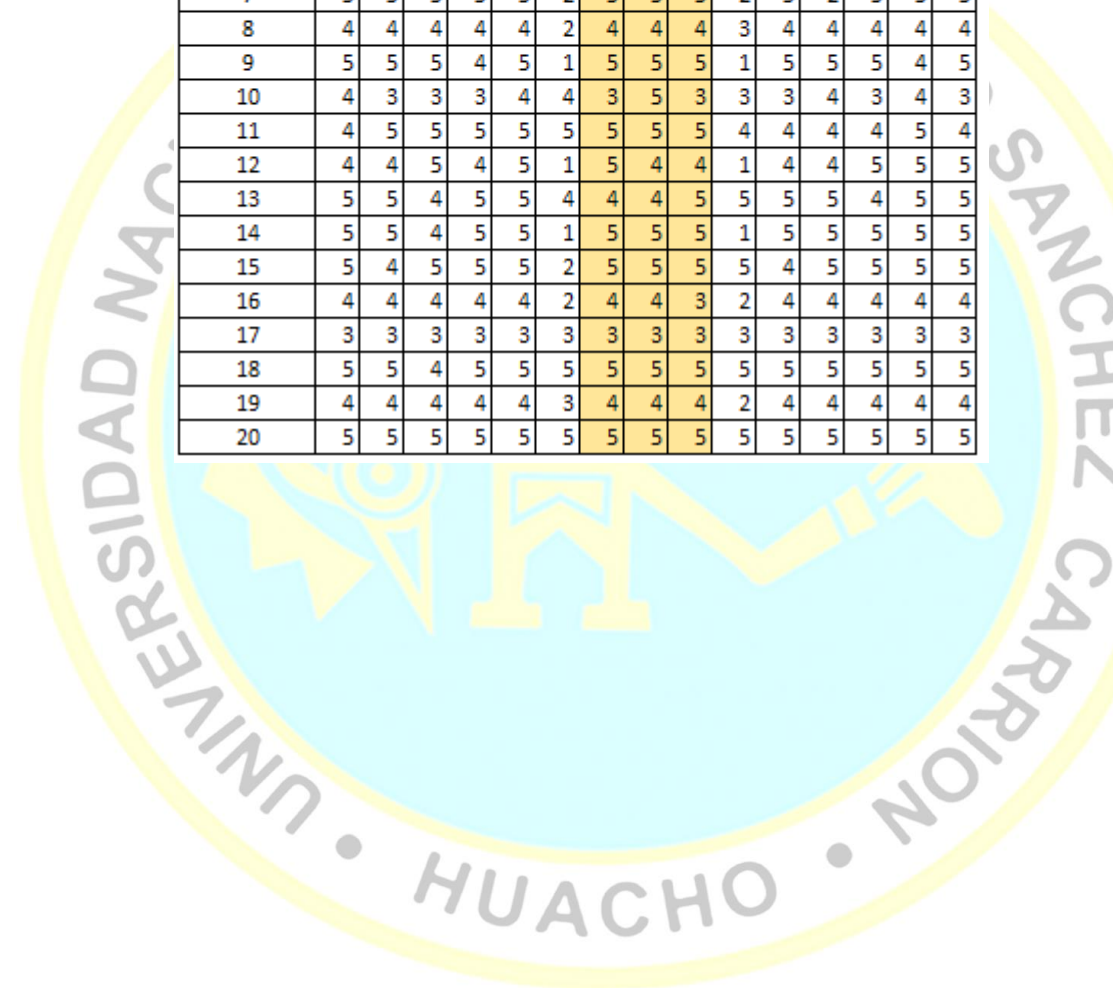 8 4 4 4 4 4 2 4 4 4 3 4 4 4 4 4
9 5 5 5 4 5 1 5 5 5 1 5 5 5 4 5
10 4 3 3 3 4 4 3 5 3 3 3 4 3 4 3
11 4 5 5 5 5 5 5 5 5 4 4 4 4 5 4
12 4 4 5 4 5 1 5 4 4 1 4 4 5 5 5
13 5 5 4 5 5 4 4 4 5 5 5 5 4 5 5
14 5 5 4 5 5 1 5 5 5 1 5 5 5 5 5
15 5 4 5 5 5 2 5 5 5 5 4 5 5 5 5
16 4 4 4 4 4 2 4 4 3 2 4 4 4 4 4
17 3 3 3 3 3 3 3 3 3 3 3 3 3 3 3
18 5 5 4 5 5 5 5 5 5 5 5 5 5 5 5
19 4 4 4 4 4 3 4 4 4 2 4 4 4 4 4
20 5 5 5 5 5 5 5 5 5 5 5 5 5 5 5
UNIVERSIDAD
SANCHEZ CARRION
• HUACHO •